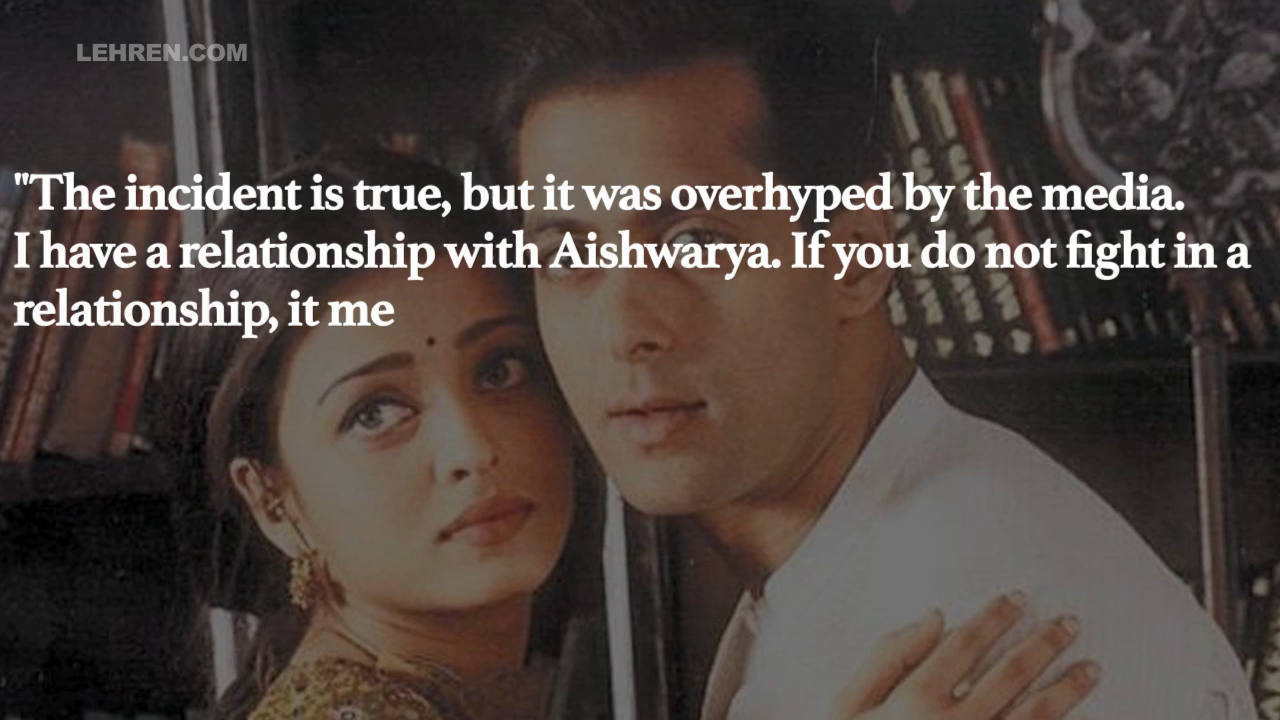 LEHREN.COM
"The incident is true, but it was overhyped by the media.
I have a relationship with Aishwarya. If you do not fight in a
relationship, it me